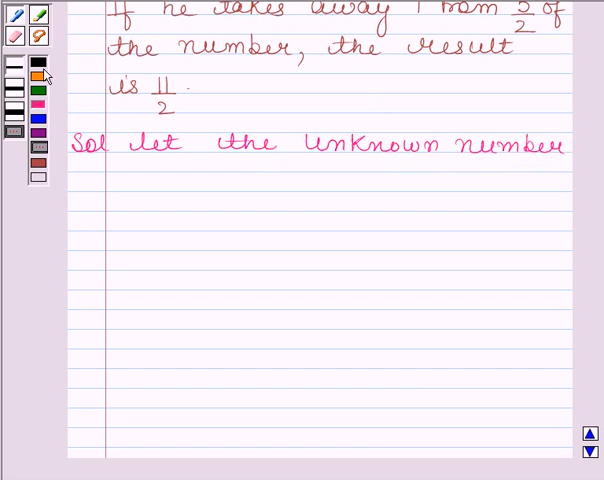 If he takes away 1 from 5/2 of
the number, the result
is 11/2.
Sol let the unknown number